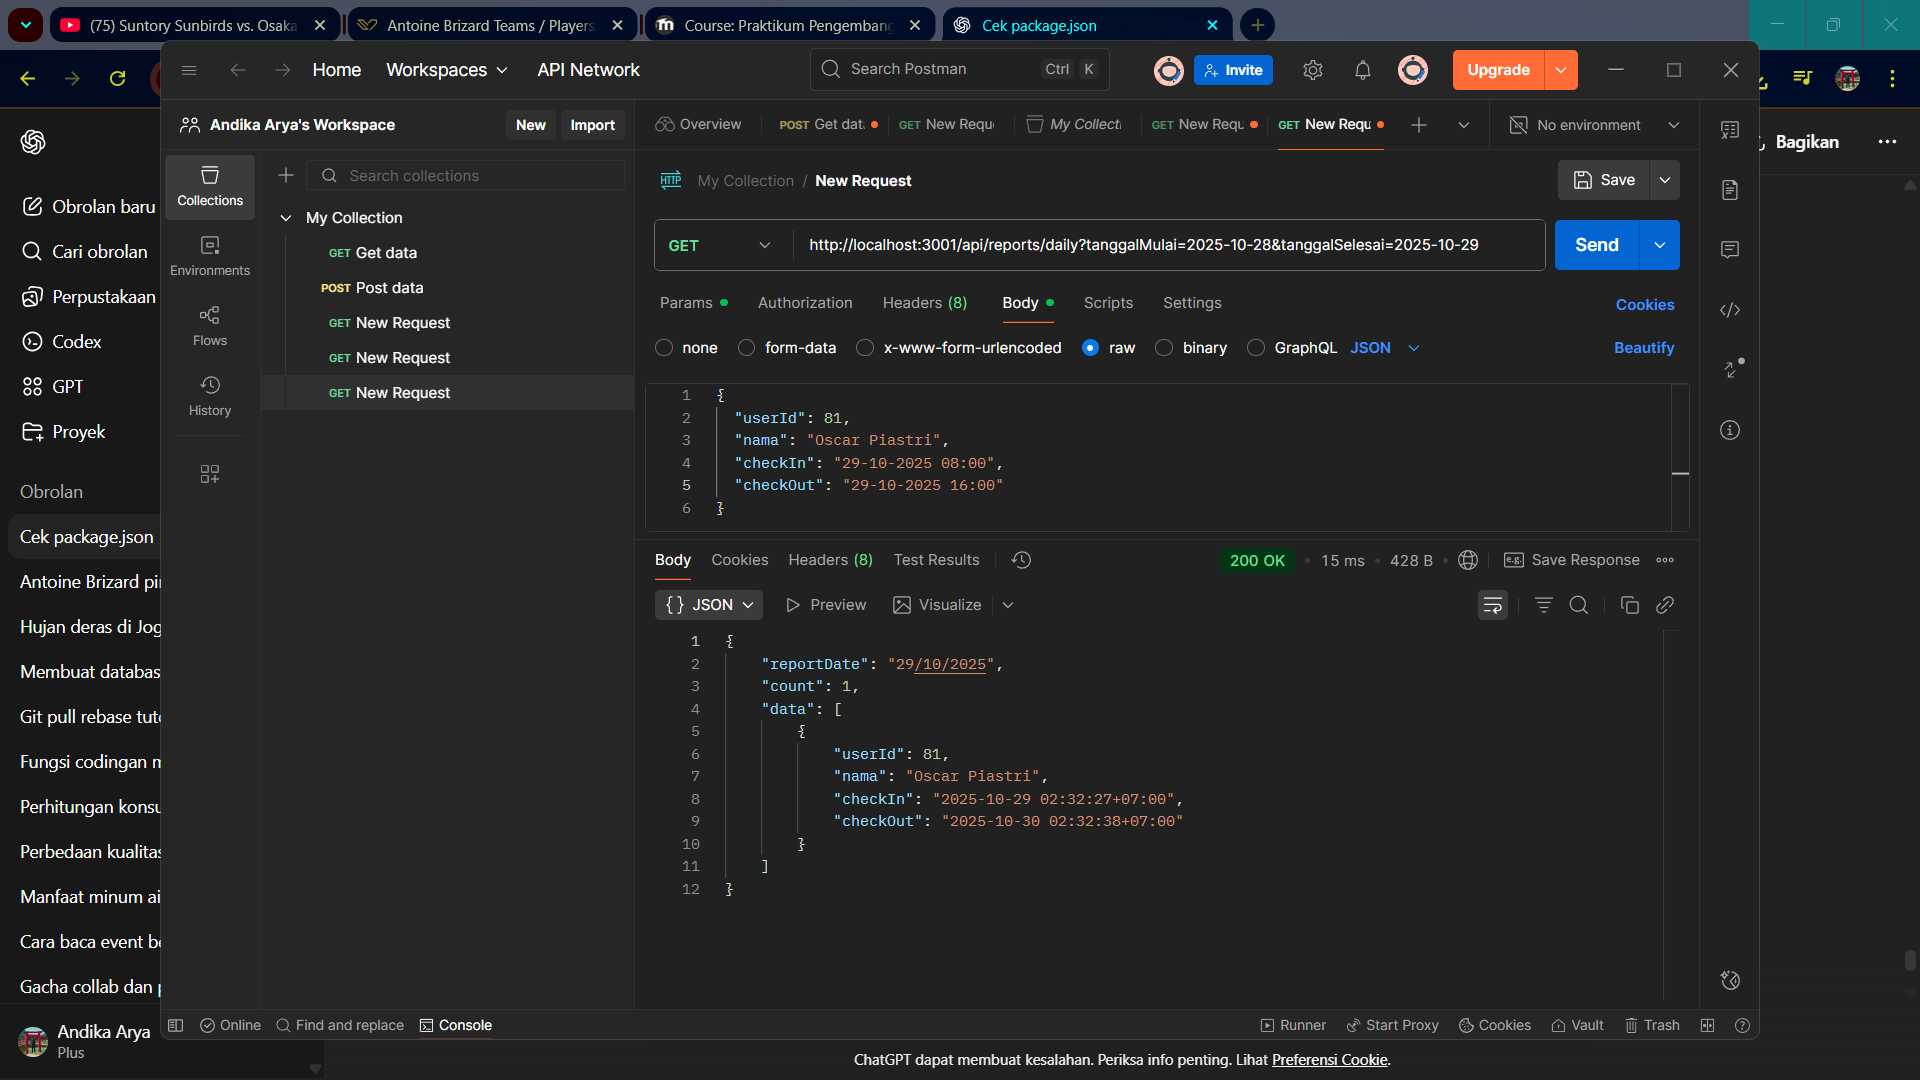 (75) Suntory Sunbirds vs. Osaka
Antoine Brizard Teams / Players
Course: Praktikum Pengembang
Cek package.json
Home
Workspaces
API Network
Search Postman
Ctrl
K
Invite
Upgrade
Andika Arya's Workspace
New
Import
Overview
POST Get dat
GET New Requ
My Collecti
GET New Requ
GET New Requ
No environment
Bagikan
Obrolan baru
Cari obrolan
Perpustakaan
Codex
GPT
Proyek
Obrolan
Cek package.json
Antoine Brizard pi
Hujan deras di Jog
Membuat databas
Git pull rebase tut
Fungsi codingan m
Perhitungan konsu
Perbedaan kualitas
Manfaat minum ai
Cara baca event b
Gacha collab dan p
Andika Arya
Plus
Collections
Environments
Flows
History
Search collections
My Collection
GET Get data
POST Post data
GET New Request
GET New Request
GET New Request
HTTP
My Collection / New Request
Save
GET
http://localhost:3001/api/reports/daily?tanggalMulai=2025-10-28&tanggalSelesai=2025-10-29
Send
Params
Authorization
Headers (8)
Body
Scripts
Settings
Cookies
none
form-data
x-www-form-urlencoded
raw
binary
GraphQL
JSON
Beautify
1 {
2 "userId": 81,
3 "nama": "Oscar Piastri",
4 "checkIn": "29-10-2025 08:00",
5 "checkOut": "29-10-2025 16:00"
6 }
Body
Cookies
Headers (8)
Test Results
200 OK
15 ms
428 B
e.g.
Save Response
{} JSON
Preview
Visualize
1 {
2 "reportDate": "29/10/2025",
3 "count": 1,
4 "data": [
5 {
6 "userId": 81,
7 "nama": "Oscar Piastri",
8 "checkIn": "2025-10-29 02:32:27+07:00",
9 "checkOut": "2025-10-30 02:32:38+07:00"
10 }
11 ]
12 }
Online
Find and replace
Console
Runner
Start Proxy
Cookies
Vault
Trash
ChatGPT dapat membuat kesalahan. Periksa info penting. Lihat Preferensi Cookie.